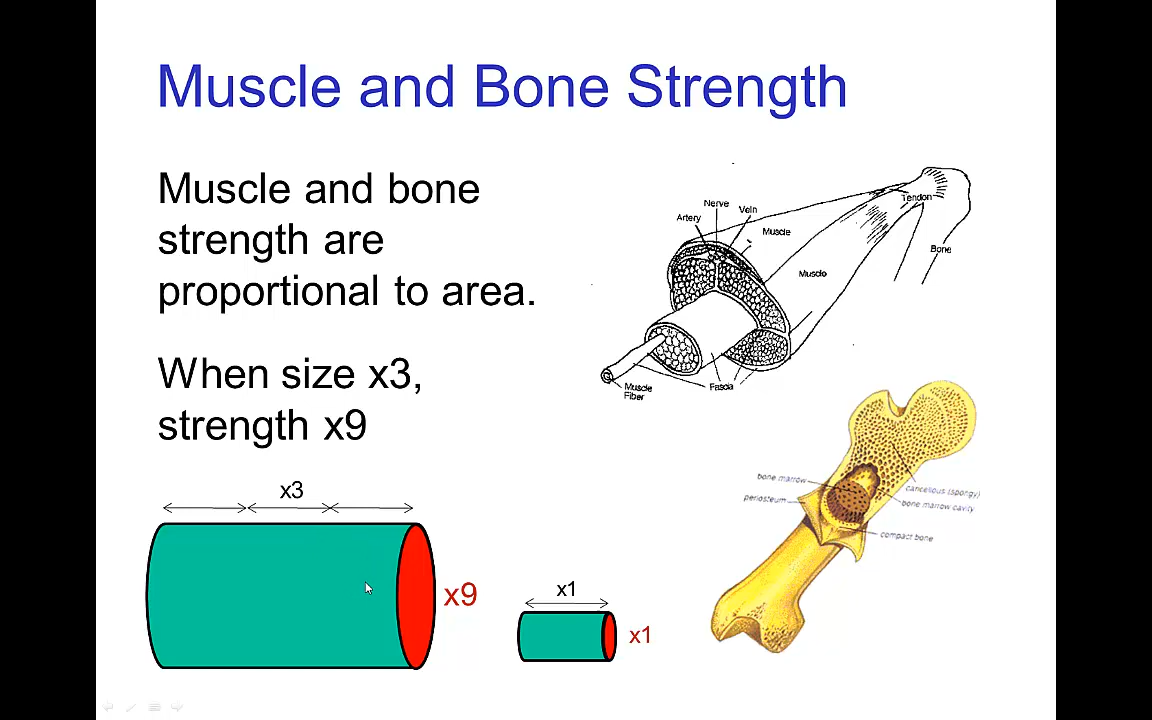 Muscle and Bone Strength
Muscle and bone
strength are
proportional to area.
When size x3,
strength x9
x3
x9
x1
x1
Nerve
Vein
Artery
Muscle
Tendon
Bone
Muscle
Muscle
Fiber
Fascia
bone marrow
periosteum
cancellous (spongy)
bone marrow cavity
compact bone